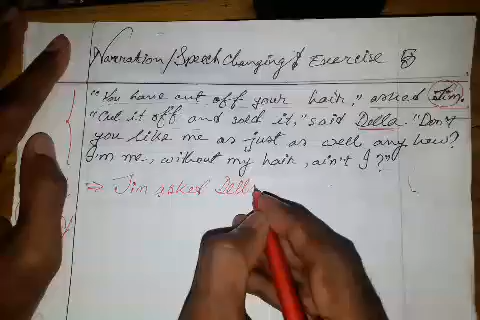 Narration/Speech Changing Exercise
"You have cut off your hair," asked Jim.
"Cut it off and sold it," said Della. "Don't
you like me as just as well, any how?
I'm me, without my hair, ain't I?"
⇒ Jim asked Dell